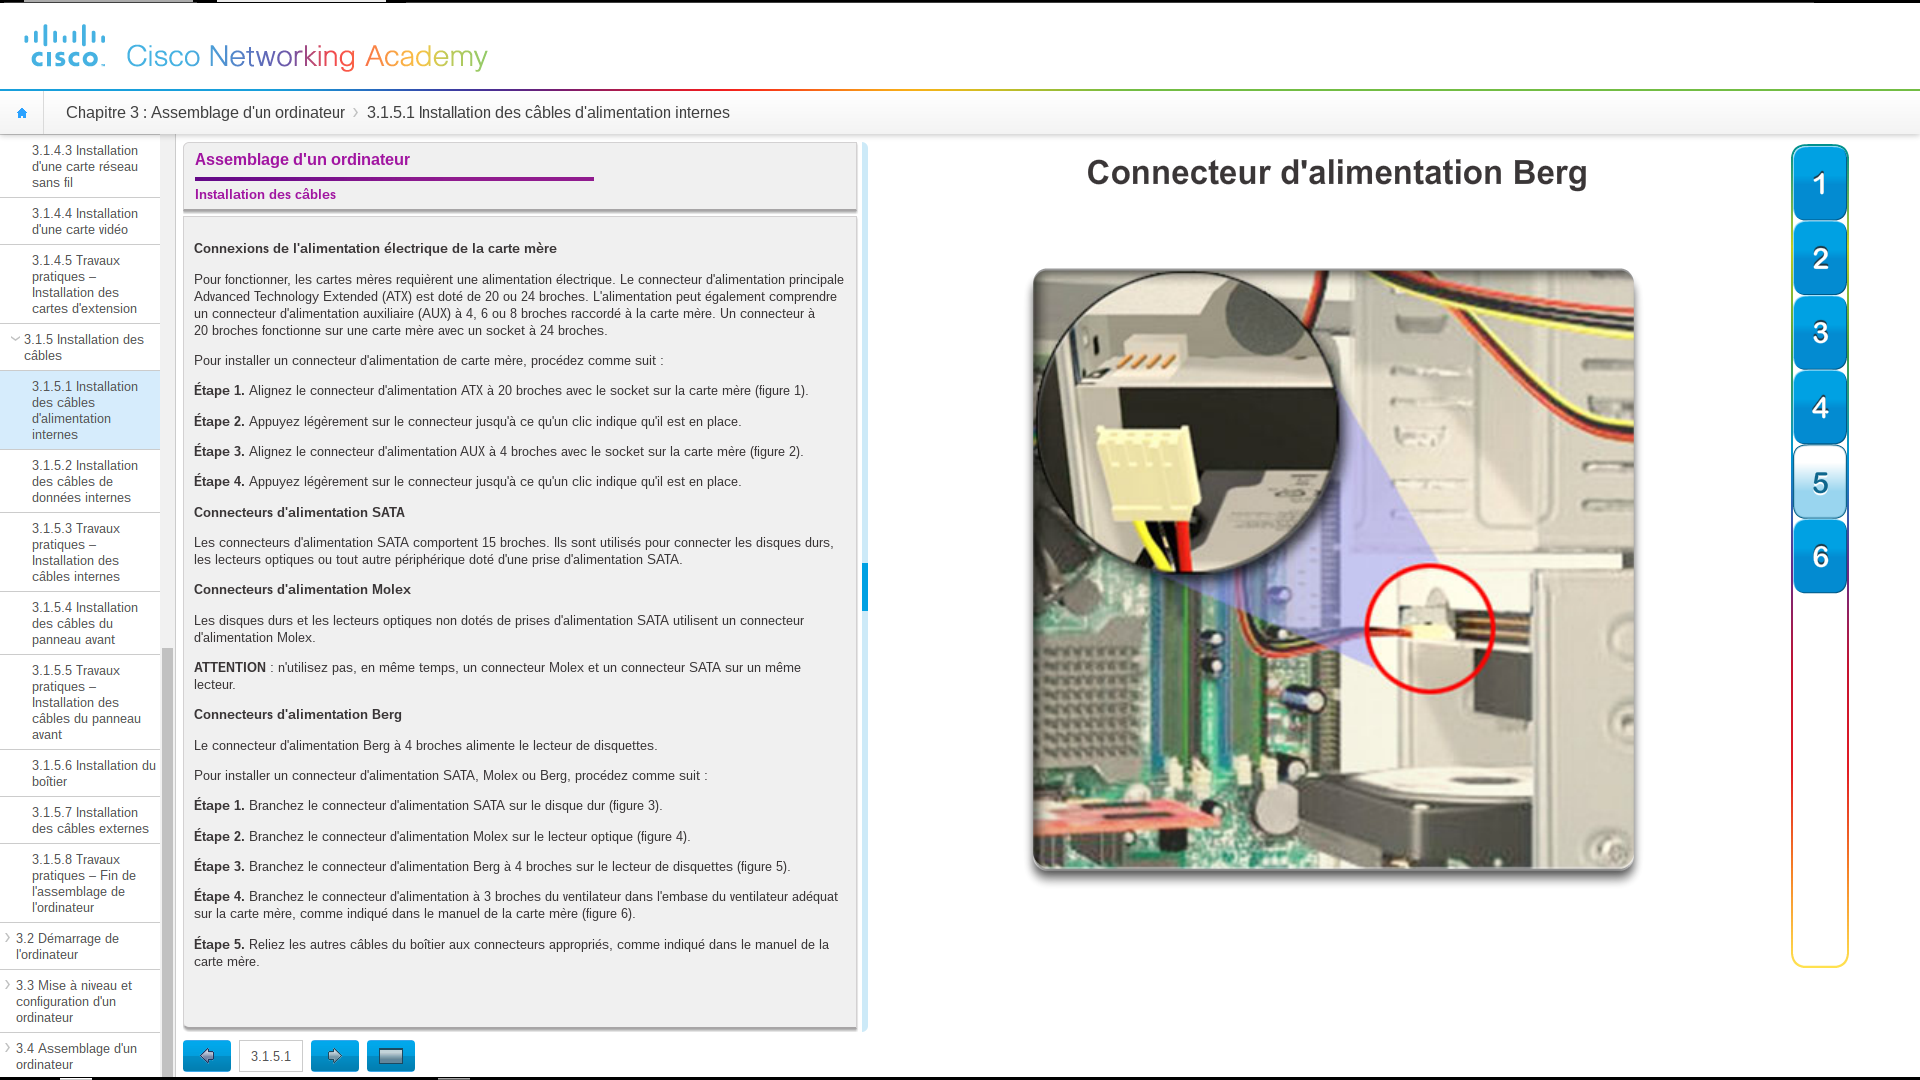 CISCO
Cisco Networking Academy
Chapitre 3 : Assemblage d'un ordinateur
3.1.5.1 Installation des câbles d'alimentation internes
3.1.4.3 Installation
d'une carte réseau
sans fil
3.1.4.4 Installation
d'une carte vidéo
3.1.4.5 Travaux
pratiques –
Installation des
cartes d'extension
3.1.5 Installation des
câbles
3.1.5.1 Installation
des câbles
d'alimentation
internes
3.1.5.2 Installation
des câbles de
données internes
3.1.5.3 Travaux
pratiques –
Installation des
câbles internes
3.1.5.4 Installation
des câbles du
panneau avant
3.1.5.5 Travaux
pratiques –
Installation des
câbles du panneau
avant
3.1.5.6 Installation du
boîtier
3.1.5.7 Installation
des câbles externes
3.1.5.8 Travaux
pratiques – Fin de
l'assemblage de
l'ordinateur
3.2 Démarrage de
l'ordinateur
3.3 Mise à niveau et
configuration d'un
ordinateur
3.4 Assemblage d'un
ordinateur
Assemblage d'un ordinateur
Installation des câbles
Connexions de l'alimentation électrique de la carte mère
Pour fonctionner, les cartes mères requièrent une alimentation électrique. Le connecteur d'alimentation principale
Advanced Technology Extended (ATX) est doté de 20 ou 24 broches. L'alimentation peut également comprendre
un connecteur d'alimentation auxiliaire (AUX) à 4, 6 ou 8 broches raccordé à la carte mère. Un connecteur à
20 broches fonctionne sur une carte mère avec un socket à 24 broches.
Pour installer un connecteur d'alimentation de carte mère, procédez comme suit :
Étape 1. Alignez le connecteur d'alimentation ATX à 20 broches avec le socket sur la carte mère (figure 1).
Étape 2. Appuyez légèrement sur le connecteur jusqu'à ce qu'un clic indique qu'il est en place.
Étape 3. Alignez le connecteur d'alimentation AUX à 4 broches avec le socket sur la carte mère (figure 2).
Étape 4. Appuyez légèrement sur le connecteur jusqu'à ce qu'un clic indique qu'il est en place.
Connecteurs d'alimentation SATA
Les connecteurs d'alimentation SATA comportent 15 broches. Ils sont utilisés pour connecter les disques durs,
les lecteurs optiques ou tout autre périphérique doté d'une prise d'alimentation SATA.
Connecteurs d'alimentation Molex
Les disques durs et les lecteurs optiques non dotés de prises d'alimentation SATA utilisent un connecteur
d'alimentation Molex.
ATTENTION : n'utilisez pas, en même temps, un connecteur Molex et un connecteur SATA sur un même
lecteur.
Connecteurs d'alimentation Berg
Le connecteur d'alimentation Berg à 4 broches alimente le lecteur de disquettes.
Pour installer un connecteur d'alimentation SATA, Molex ou Berg, procédez comme suit :
Étape 1. Branchez le connecteur d'alimentation SATA sur le disque dur (figure 3).
Étape 2. Branchez le connecteur d'alimentation Molex sur le lecteur optique (figure 4).
Étape 3. Branchez le connecteur d'alimentation Berg à 4 broches sur le lecteur de disquettes (figure 5).
Étape 4. Branchez le connecteur d'alimentation à 3 broches du ventilateur dans l'embase du ventilateur adéquat
sur la carte mère, comme indiqué dans le manuel de la carte mère (figure 6).
Étape 5. Reliez les autres câbles du boîtier aux connecteurs appropriés, comme indiqué dans le manuel de la
carte mère.
3.1.5.1
Connecteur d'alimentation Berg
1
2
3
4
5
6